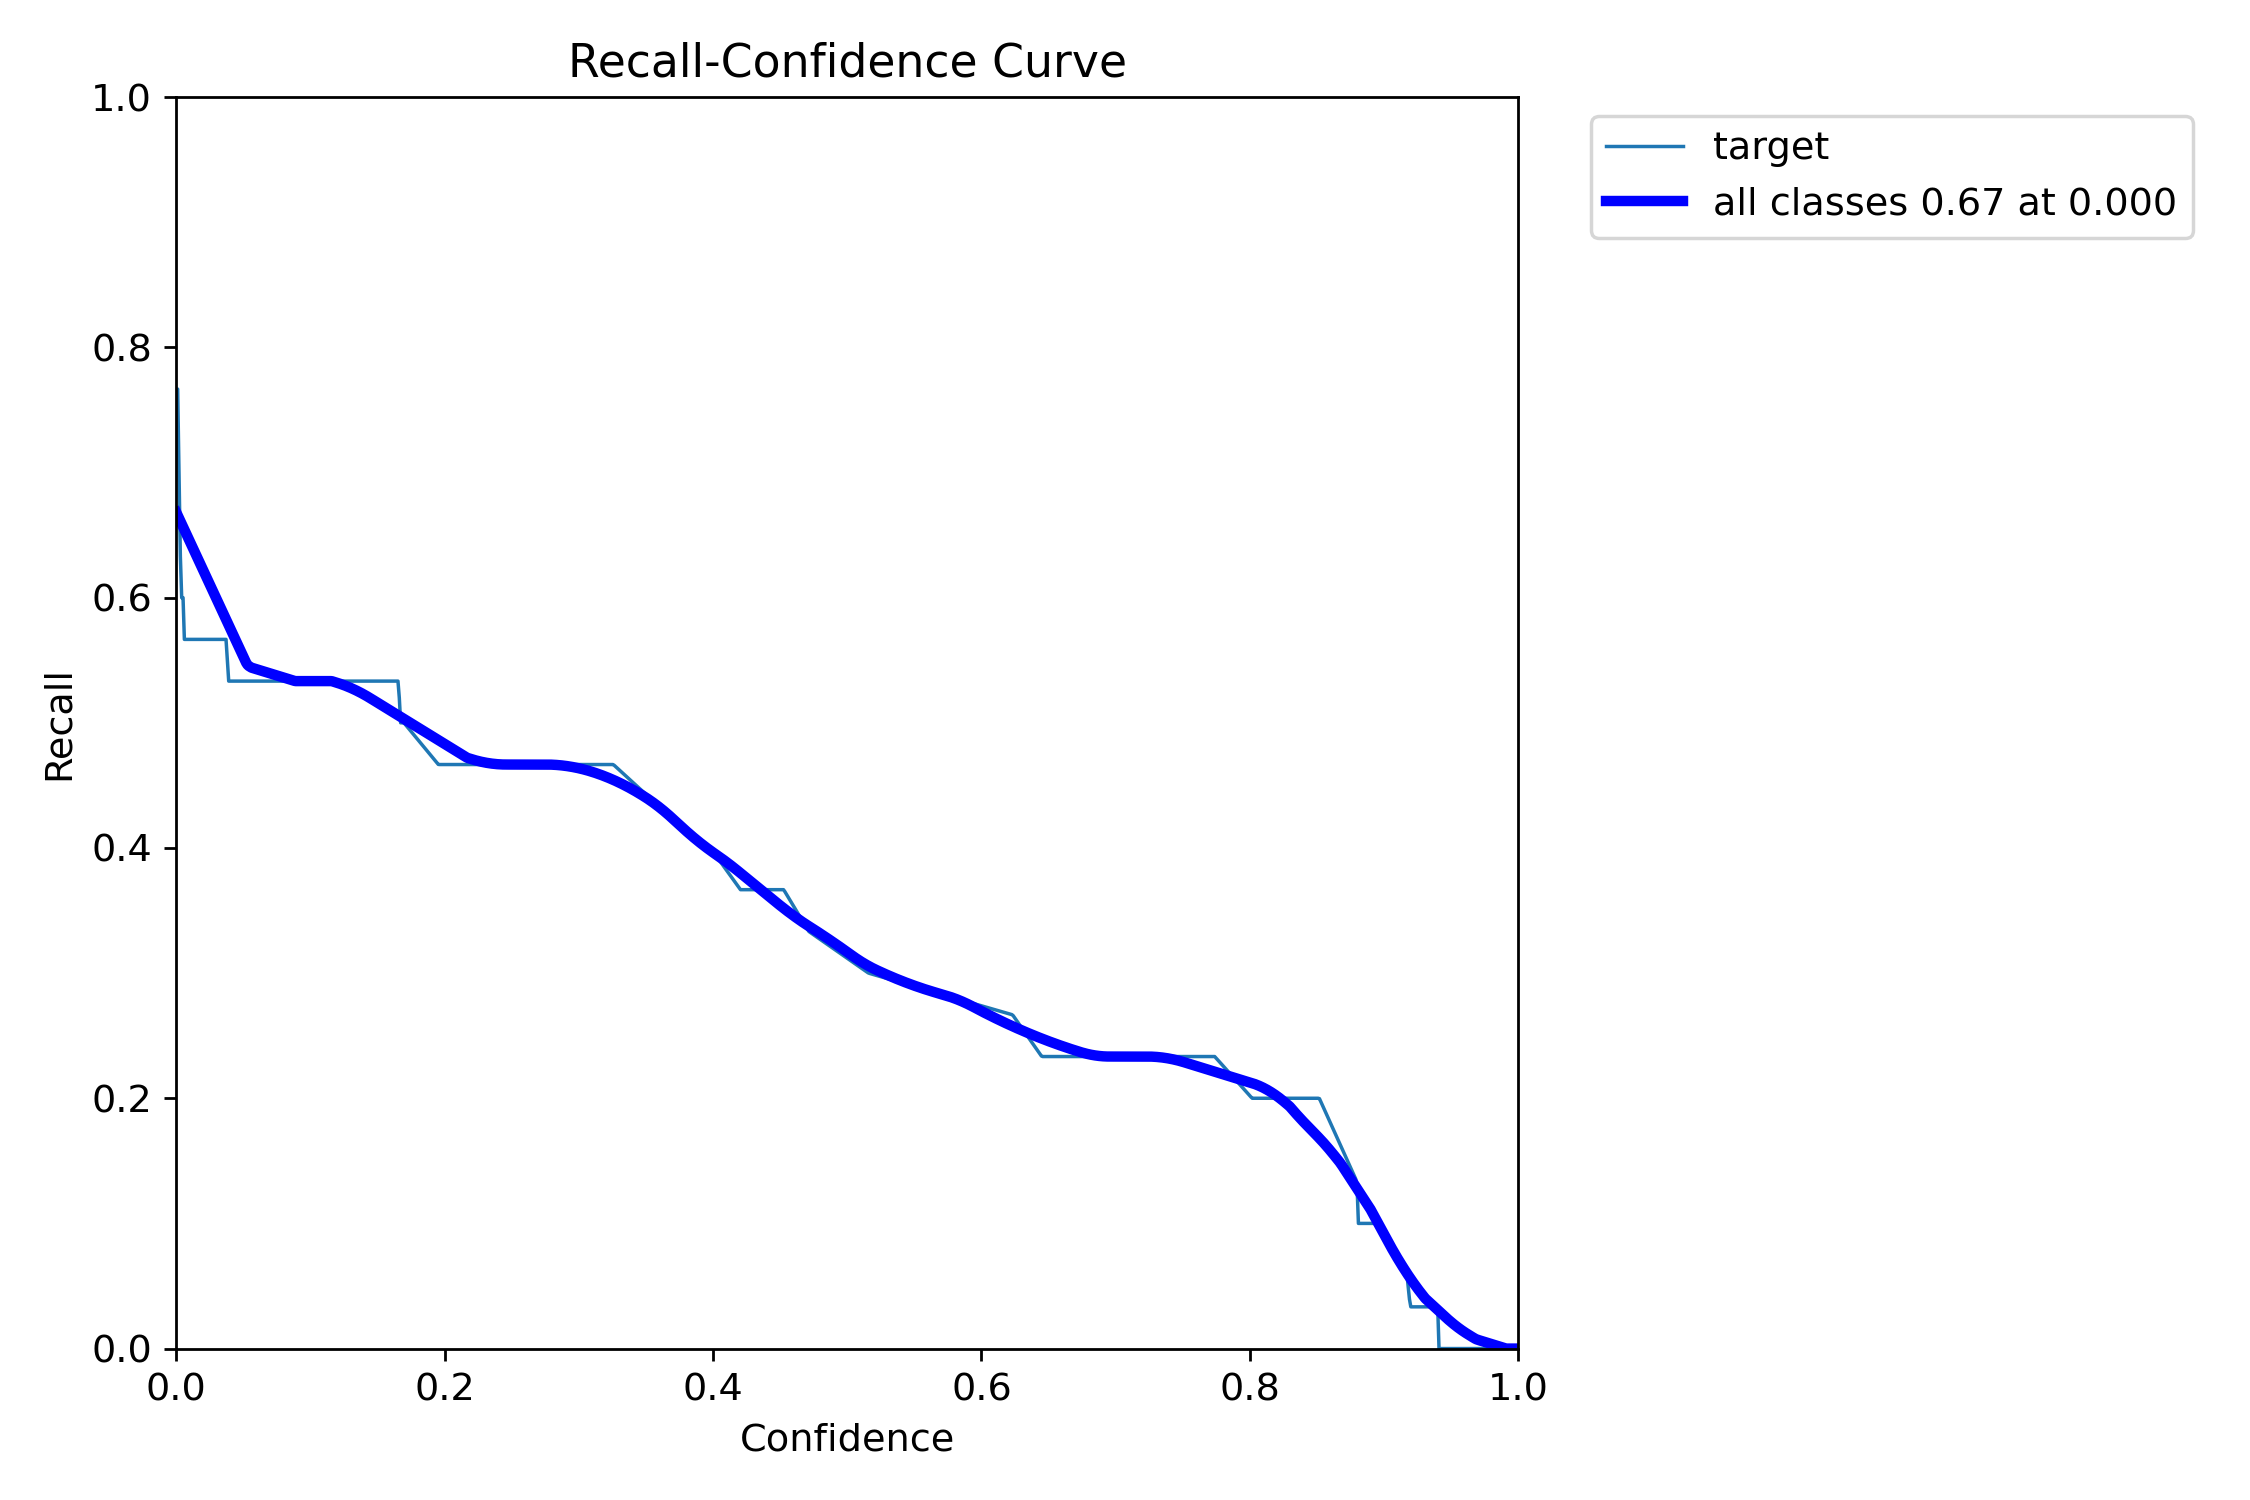 Recall-Confidence Curve
1.0
0.8
0.6
0.4
0.2
0.0
Recall
0.0 0.2 0.4 0.6 0.8 1.0
Confidence
target
all classes 0.67 at 0.000